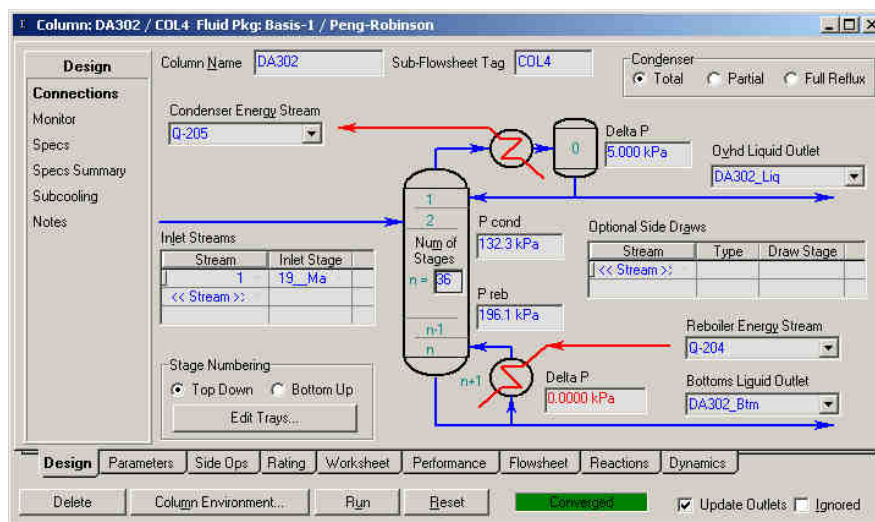 Column: DA302 / COL4 Fluid Pkg: Basis-1 / Peng-Robinson
Design
Connections
Monitor
Specs
Specs Summary
Subcooling
Notes
Column Name DA302 Sub-Flowsheet Tag COL4
Condenser
Total Partial Full Reflux
Condenser Energy Stream
Q-205
0
Delta P
5.000 kPa
Ovhd Liquid Outlet
DA302_Liq
1
2
Num of
Stages
n = 36
n-1
n
n+1
Inlet Streams
Stream Inlet Stage
1 19__Ma
<< Stream >>
P cond
132.3 kPa
P reb
196.1 kPa
Optional Side Draws
Stream Type Draw Stage
<< Stream >>
Stage Numbering
Top Down Bottom Up
Edit Trays...
Delta P
0.0000 kPa
Reboiler Energy Stream
Q-204
Bottoms Liquid Outlet
DA302_Btm
Design Parameters Side Ops Rating Worksheet Performance Flowsheet Reactions Dynamics
Delete Column Environment... Run Reset Converged Update Outlets Ignored